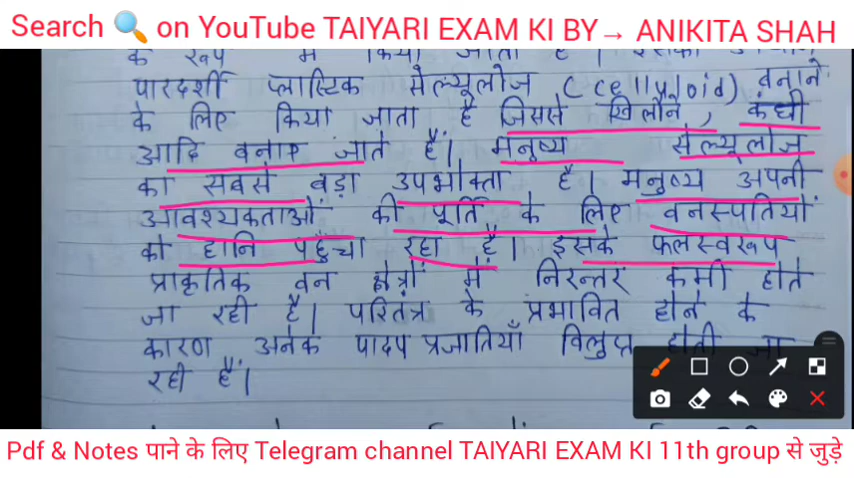 Search 🔍 on YouTube TAIYARI EXAM KI BY→ ANIKITA SHAH
के रूप में किया जाता है। इसका
पारदर्शी प्लास्टिक सेल्यूलोज (celluloid) बनाने
के लिए किया जाता है जिससे खिलौने, कंघी
आदि बनाए जाते हैं। मनुष्य सेल्यूलोज
का सबसे बड़ा उपभोक्ता है। मनुष्य अपनी
आवश्यकताओं की पूर्ति के लिए वनस्पतियों
को हानि पहुँचा रहा है। इसके फलस्वरूप
प्राकृतिक वन क्षेत्रों में निरन्तर कमी होते
जा रही है। परितंत्र के प्रभावित होने के
कारण अनेक पादप प्रजातियाँ विलुप्त होती जा
रही हैं।
Pdf & Notes पाने के लिए Telegram channel TAIYARI EXAM KI 11th group से जुड़े